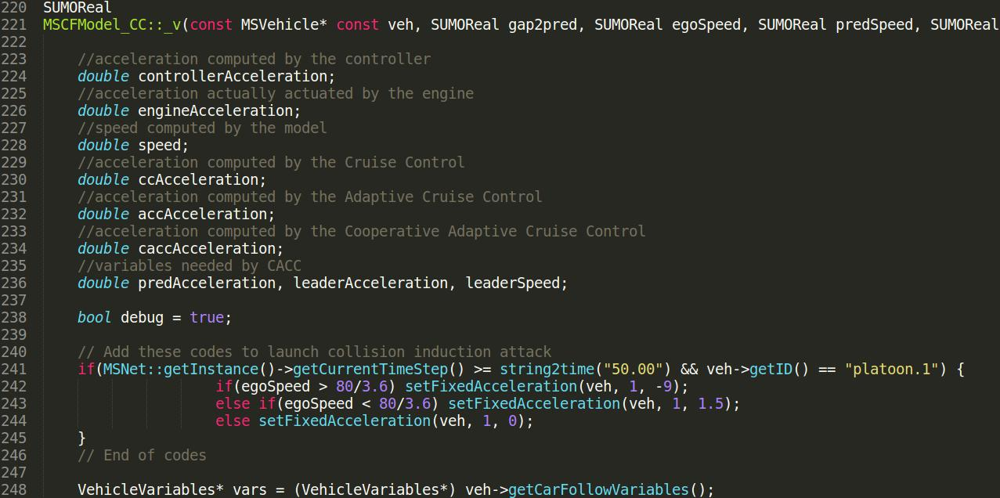 220 SUMOReal
221 MSCFModel_CC::_v(const MSVehicle* const veh, SUMOReal gap2pred, SUMOReal egoSpeed, SUMOReal predSpeed, SUMOReal
222
223 //acceleration computed by the controller
224 double controllerAcceleration;
225 //acceleration actually actuated by the engine
226 double engineAcceleration;
227 //speed computed by the model
228 double speed;
229 //acceleration computed by the Cruise Control
230 double ccAcceleration;
231 //acceleration computed by the Adaptive Cruise Control
232 double accAcceleration;
233 //acceleration computed by the Cooperative Adaptive Cruise Control
234 double caccAcceleration;
235 //variables needed by CACC
236 double predAcceleration, leaderAcceleration, leaderSpeed;
237
238 bool debug = true;
239
240 // Add these codes to launch collision induction attack
241 if(MSNet::getInstance()->getCurrentTimeStep() >= string2time("50.00") && veh->getID() == "platoon.1") {
242 if(egoSpeed > 80/3.6) setFixedAcceleration(veh, 1, -9);
243 else if(egoSpeed < 80/3.6) setFixedAcceleration(veh, 1, 1.5);
244 else setFixedAcceleration(veh, 1, 0);
245 }
246 // End of codes
247
248 VehicleVariables* vars = (VehicleVariables*) veh->getCarFollowVariables();